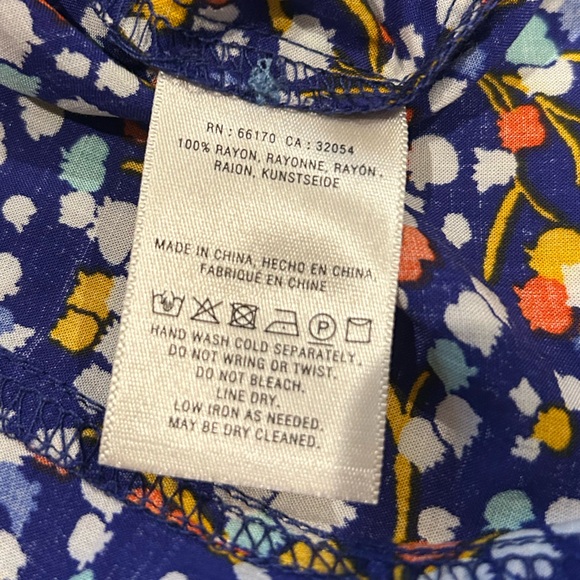 RN : 66170 CA : 32054
100% RAYON, RAYONNE, RAYÓN,
RAION, KUNSTSEIDE
MADE IN CHINA, HECHO EN CHINA,
FABRIQUÉ EN CHINE
P
HAND WASH COLD SEPARATELY.
DO NOT WRING OR TWIST.
DO NOT BLEACH.
LINE DRY.
LOW IRON AS NEEDED.
MAY BE DRY CLEANED.